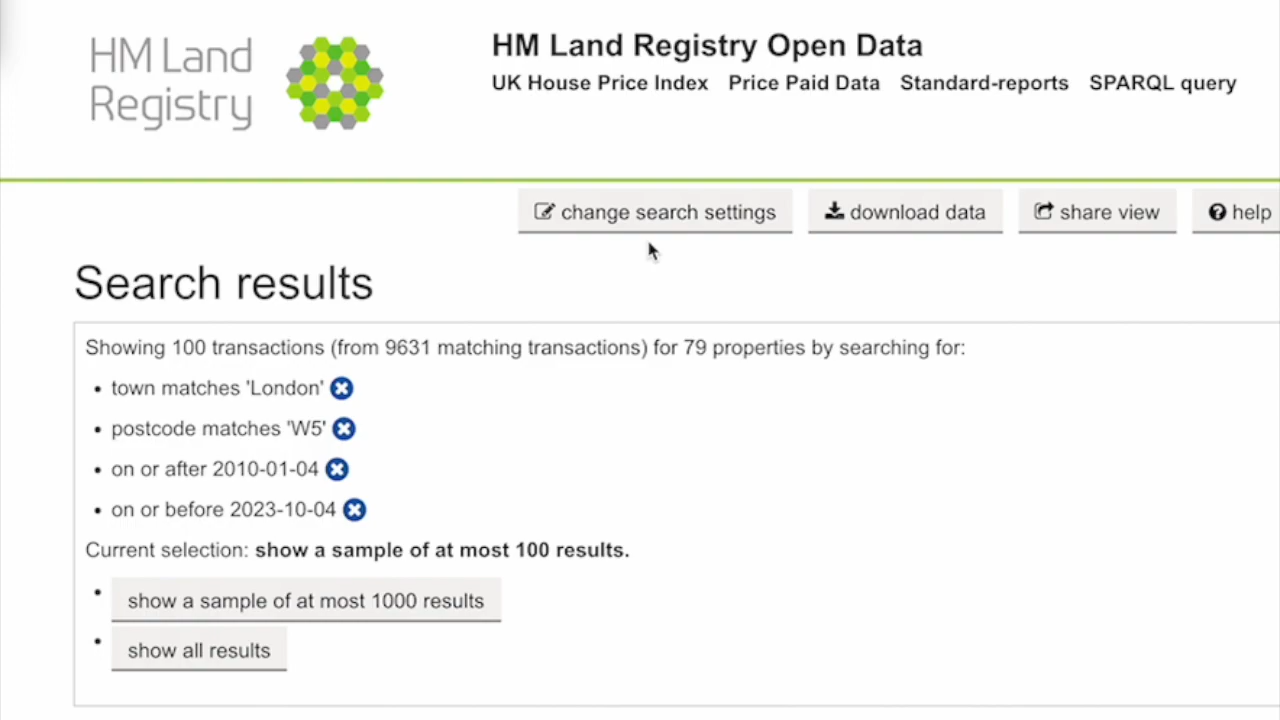 HM Land
Registry
HM Land Registry Open Data
UK House Price Index Price Paid Data Standard-reports SPARQL query
change search settings download data share view help
Search results
Showing 100 transactions (from 9631 matching transactions) for 79 properties by searching for:
• town matches 'London'
• postcode matches 'W5'
• on or after 2010-01-04
• on or before 2023-10-04
Current selection: show a sample of at most 100 results.
• show a sample of at most 1000 results
• show all results